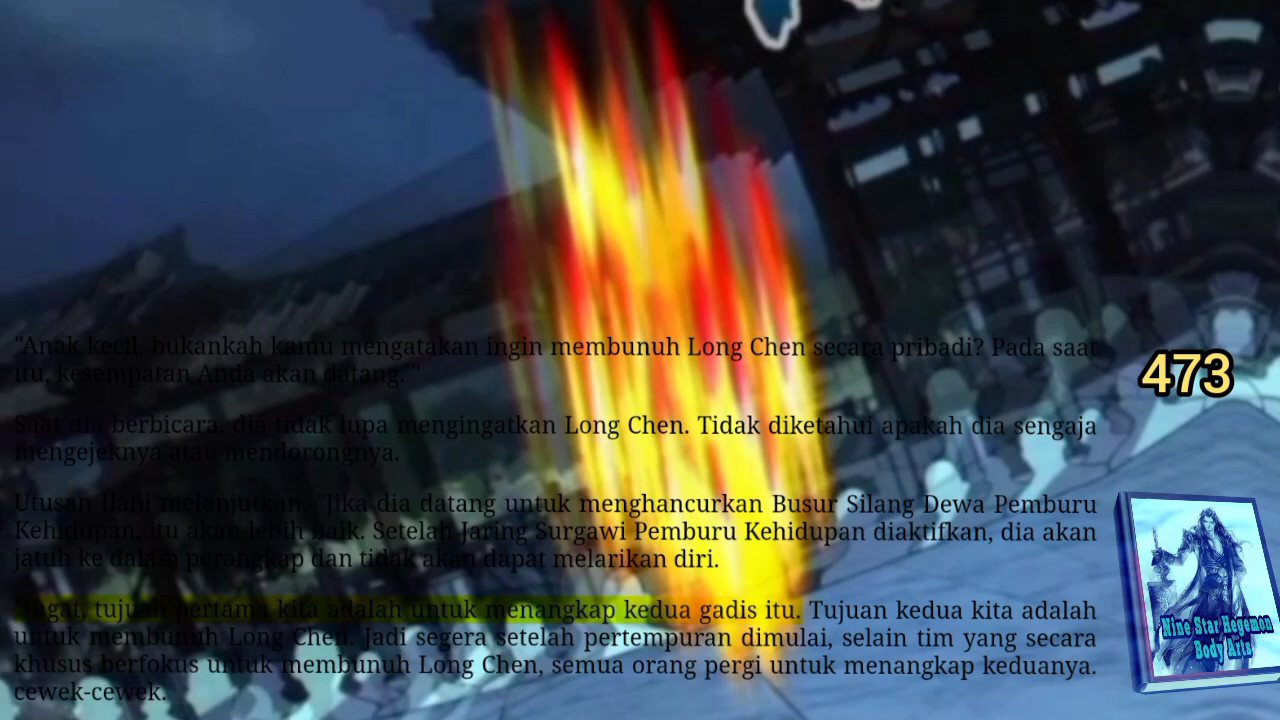 "Anak kecil, bukankah kamu mengatakan ingin membunuh Long Chen secara pribadi? Pada saat
itu, kesempatan Anda akan datang. "
Saat dia berbicara, dia tidak lupa mengingatkan Long Chen. Tidak diketahui apakah dia sengaja
mengejeknya atau mendorongnya.
Utusan Ilahi melanjutkan, "Jika dia datang untuk menghancurkan Busur Silang Dewa Pemburu
Kehidupan, itu akan lebih baik. Setelah Jaring Surgawi Pemburu Kehidupan diaktifkan, dia akan
jatuh ke dalam perangkap dan tidak akan dapat melarikan diri.
"Ingat, tujuan pertama kita adalah untuk menangkap kedua gadis itu. Tujuan kedua kita adalah
untuk membunuh Long Chen. Jadi segera setelah pertempuran dimulai, selain tim yang secara
khusus berfokus untuk membunuh Long Chen, semua orang pergi untuk menangkap keduanya.
cewek-cewek.
473
Nine Star Hegemon
Body Arts